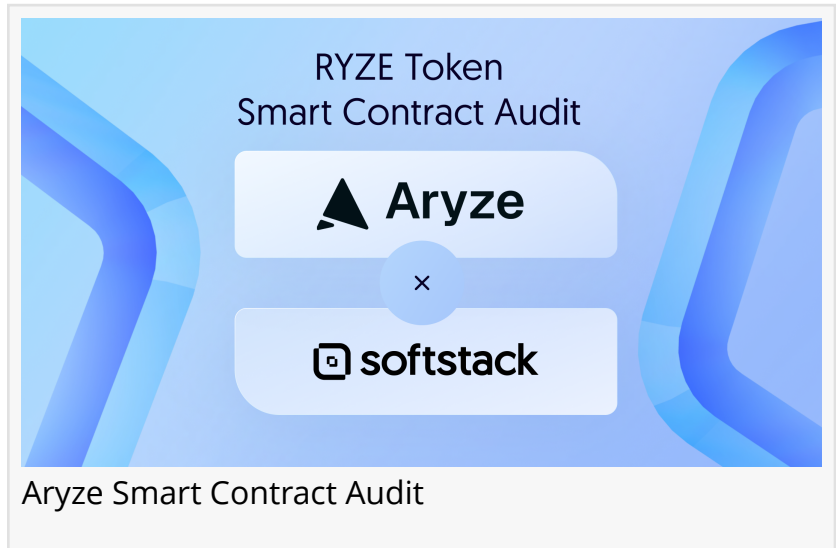 RYZE Token
Smart Contract Audit
Aryze
×
softstack
Aryze Smart Contract Audit